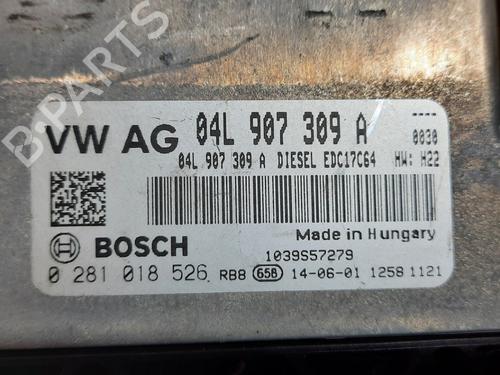 B-PARTS
VW AG 04L 907 309 A
----
0030
04L 907 309 A DIESEL EDC17C64 HW: H22
BOSCH
Made in Hungary
1039S57279
0 281 018 526 RB8 658 14-06-01 1258 1121